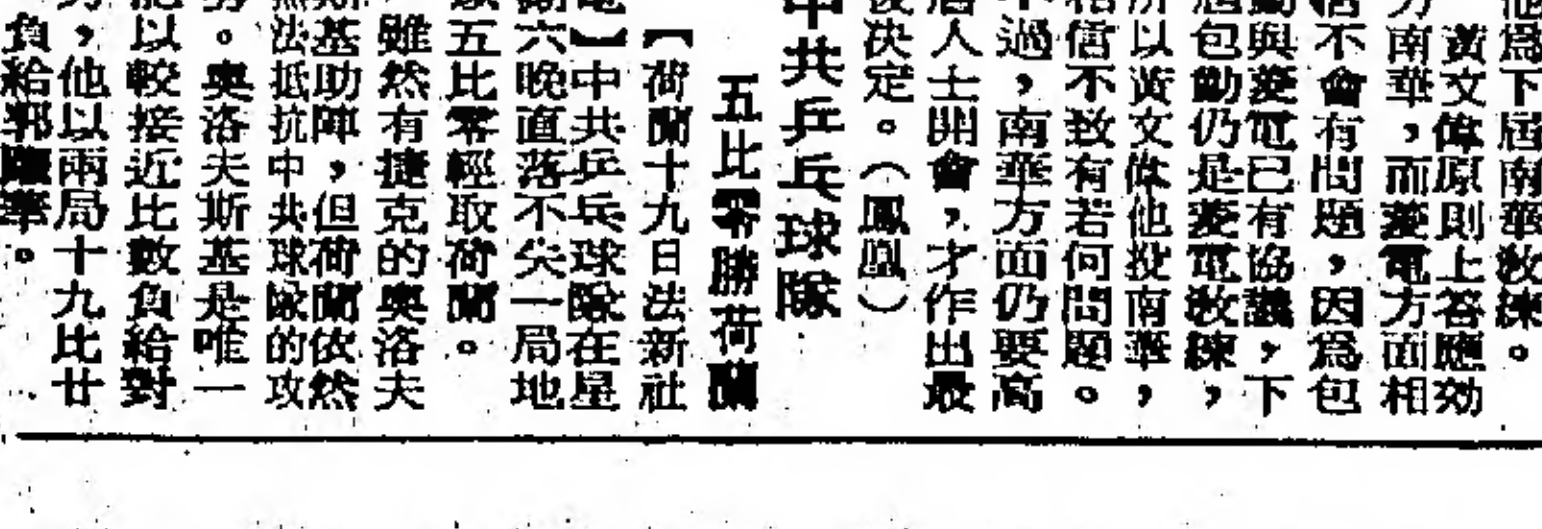 他為下屆南華教練。
黃文偉原則上答應効
力南華，而菱電方面相
信不會有問題，因為包
勤與菱電已有協議，下
屆包勤仍是菱電教練，
所以黃文偉他投南華，
相信不致有若何問題。
不過，南華方面仍要高
層人士開會，才作出最
後決定。（鳳凰）
中共乒乓球隊
五比零勝荷蘭
【荷蘭十九日法新社
電】中共乒乓球隊在星
期六晚直落不失一局地
以五比零輕取荷蘭。
雖然有捷克的奧洛夫
斯基助陣，但荷蘭依然
無法抵抗中共球隊的攻
勢。奧洛夫斯基是唯一
能以較接近比數負給對
方，他以兩局十九比廿
負給郭躍華。